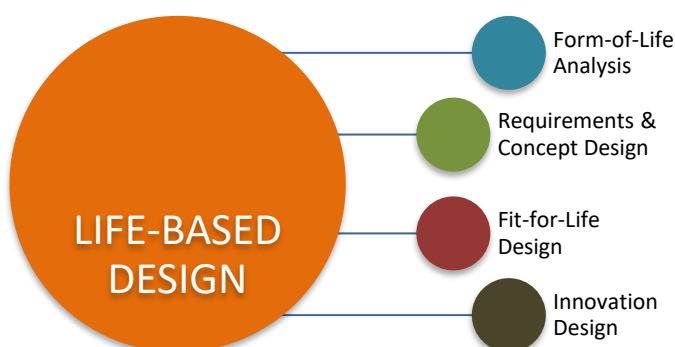 LIFE-BASED
DESIGN
Form-of-Life
Analysis
Requirements &
Concept Design
Fit-for-Life
Design
Innovation
Design